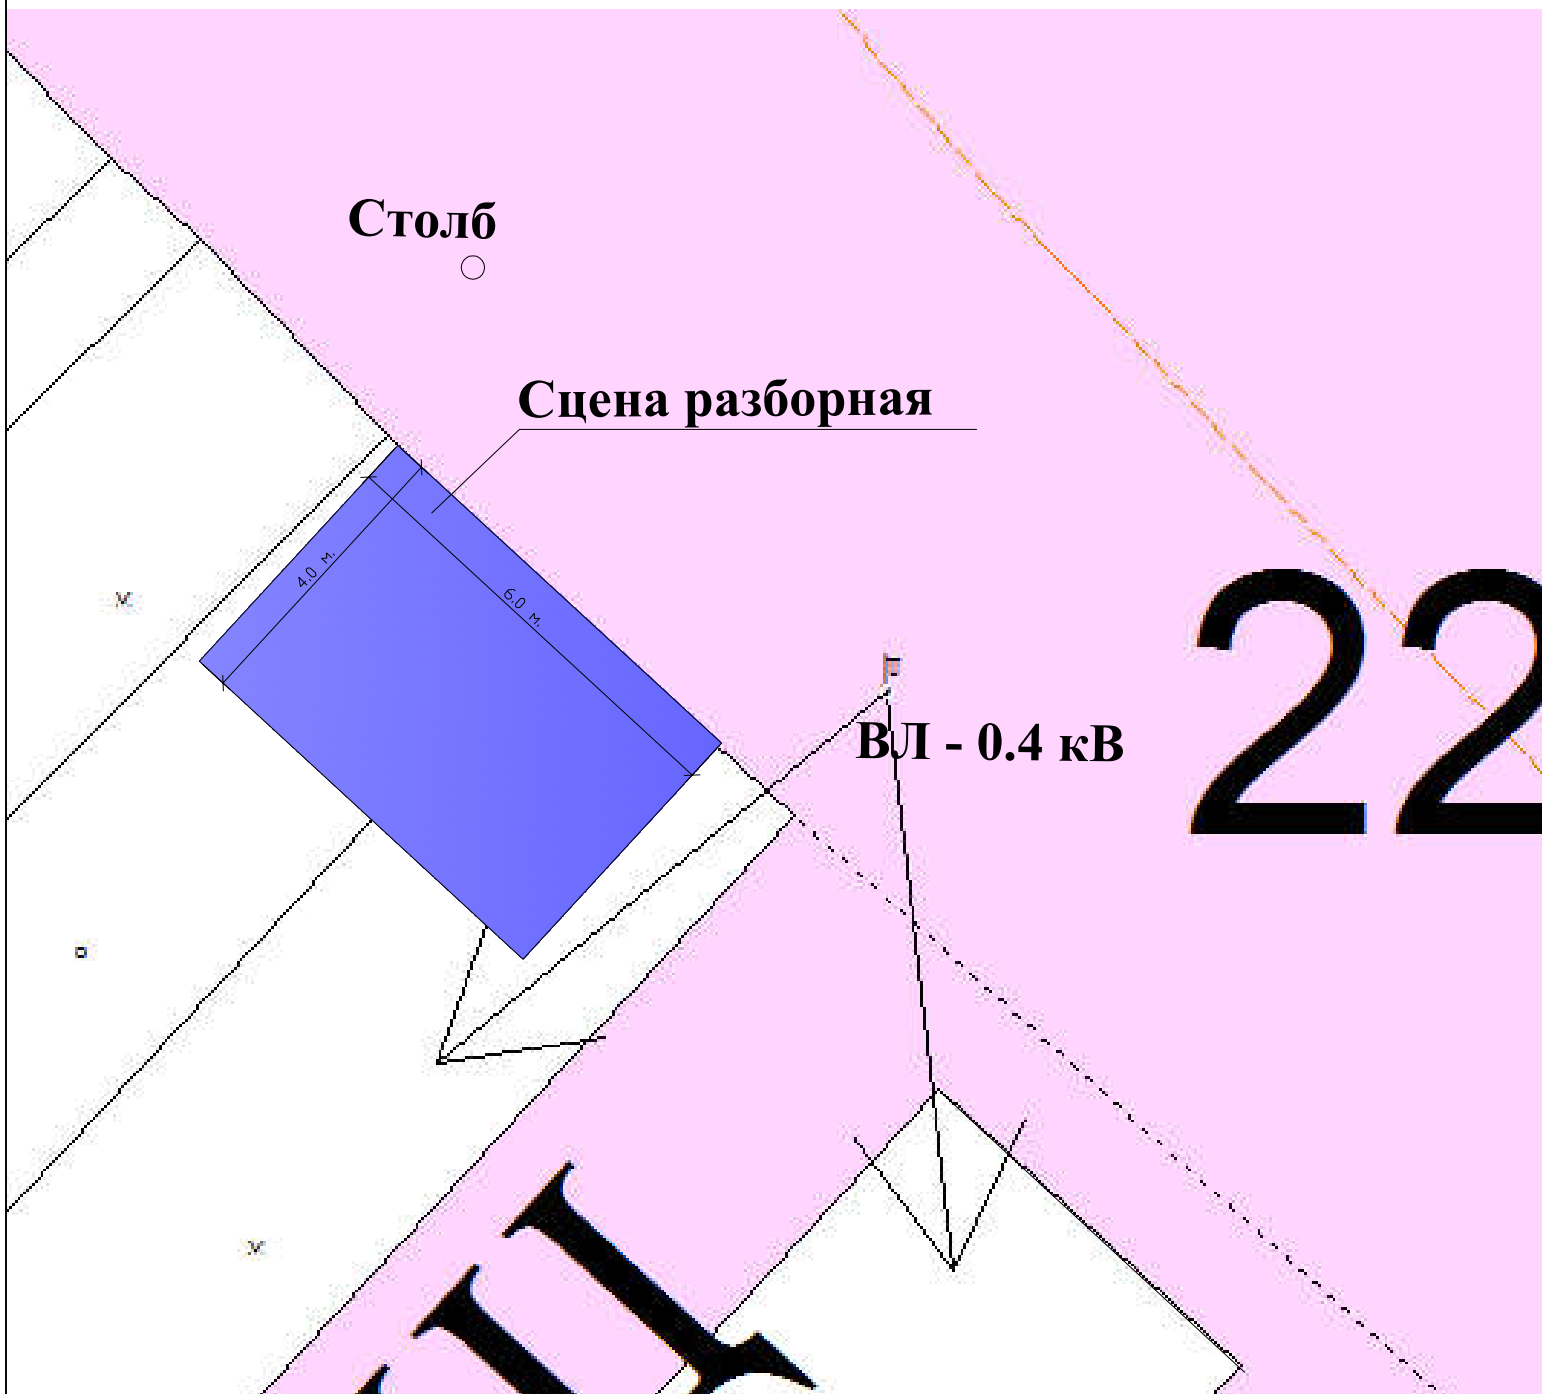 Столб
Сцена разборная
4.0 м.
6.0 м.
ВЛ - 0.4 кВ
22